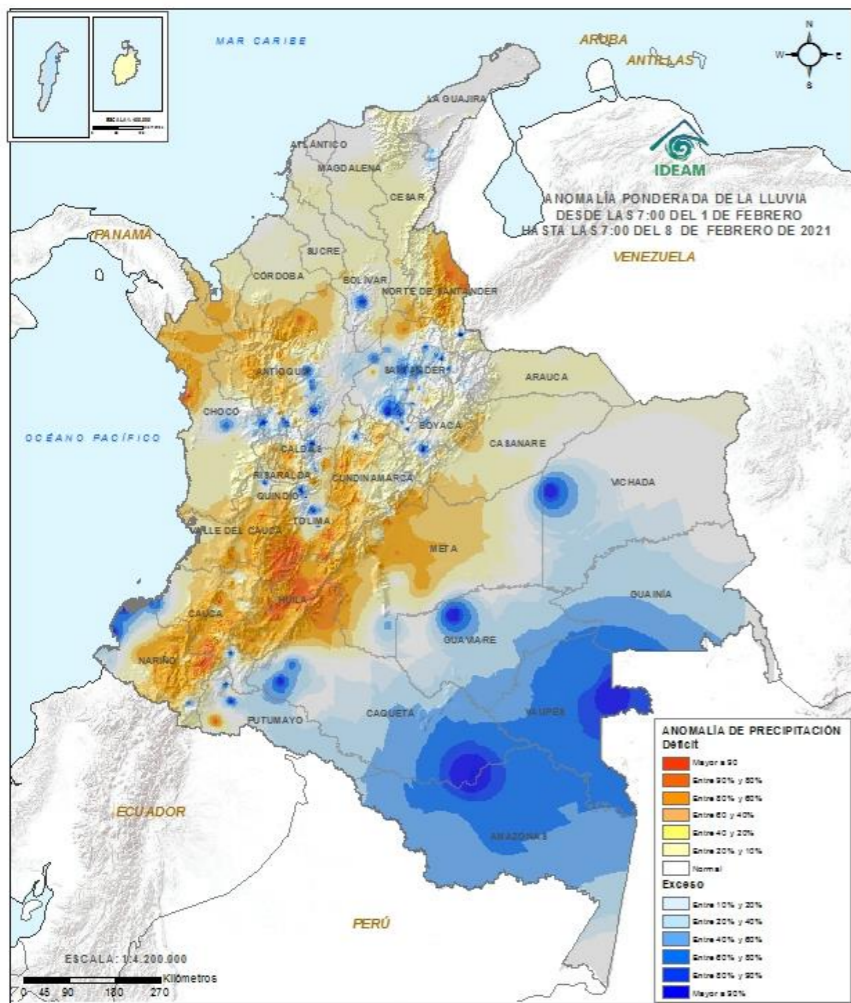 MAR CARIBE
ARUBA
ANTILLAS
N
W
E
S
LA GUAJIRA
ATLÁNTICO
MAGDALENA
IDEAM
CESAR
ANOMALÍA PONDERADA DE LA LLUVIA
DESDE LAS 7:00 DEL 1 DE FEBRERO
HASTA LAS 7:00 DEL 8 DE FEBRERO DE 2021
PANAMÁ
SUCRE
VENEZUELA
CÓRDOBA
BOLÍVAR
NORTE DE SANTANDER
ANTIOQUIA
SANTANDER
ARAUCA
CHOCÓ
BOYACÁ
OCÉANO PACÍFICO
CASANARE
CALDAS
RISARALDA
CUNDINAMARCA
VICHADA
QUINDÍO
TOLIMA
VALLE DEL CAUCA
META
HUILA
GUAINÍA
CAUCA
GUAVIARE
NARIÑO
CAQUETÁ
VAUPÉS
PUTUMAYO
ECUADOR
AMAZONAS
PERÚ
ANOMALÍA DE PRECIPITACIÓN
Déficit
Mayor a 90
Entre 90% y 80%
Entre 80% y 60%
Entre 60 y 40%
Entre 40 y 20%
Entre 20% y 10%
Normal
Exceso
Entre 10% y 20%
Entre 20% y 40%
Entre 40% y 60%
Entre 60% y 80%
Entre 80% y 90%
Mayor a 90%
ESCALA: 1:4.200.000
Kilómetros
0 45 90 180 270